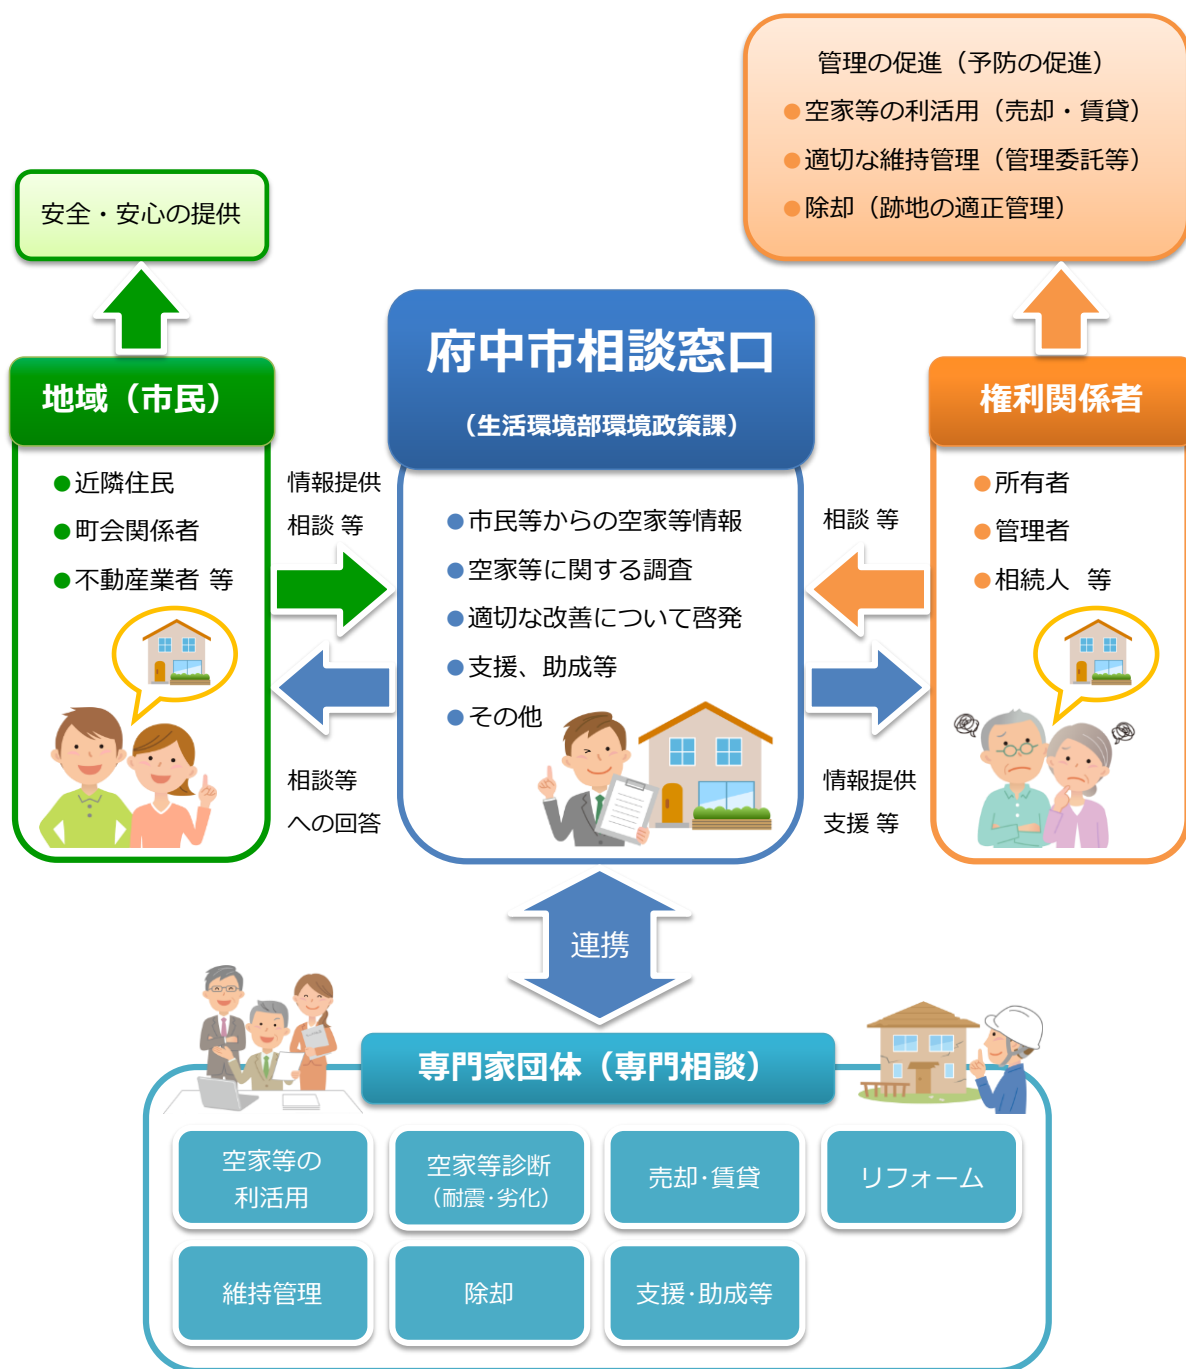 管理の促進（予防の促進）
●空家等の利活用（売却・賃貸）
●適切な維持管理（管理委託等）
●除却（跡地の適正管理）
安全・安心の提供
府中市相談窓口
（生活環境部環境政策課）
地域（市民）
●近隣住民
●町会関係者
●不動産業者 等
情報提供
相談 等
相談等
への回答
●市民等からの空家等情報
●空家等に関する調査
●適切な改善について啓発
●支援、助成等
●その他
相談 等
情報提供
支援 等
権利関係者
●所有者
●管理者
●相続人 等
連携
専門家団体（専門相談）
空家等の
利活用
空家等診断
（耐震･劣化）
売却･賃貸
リフォーム
維持管理
除却
支援･助成等